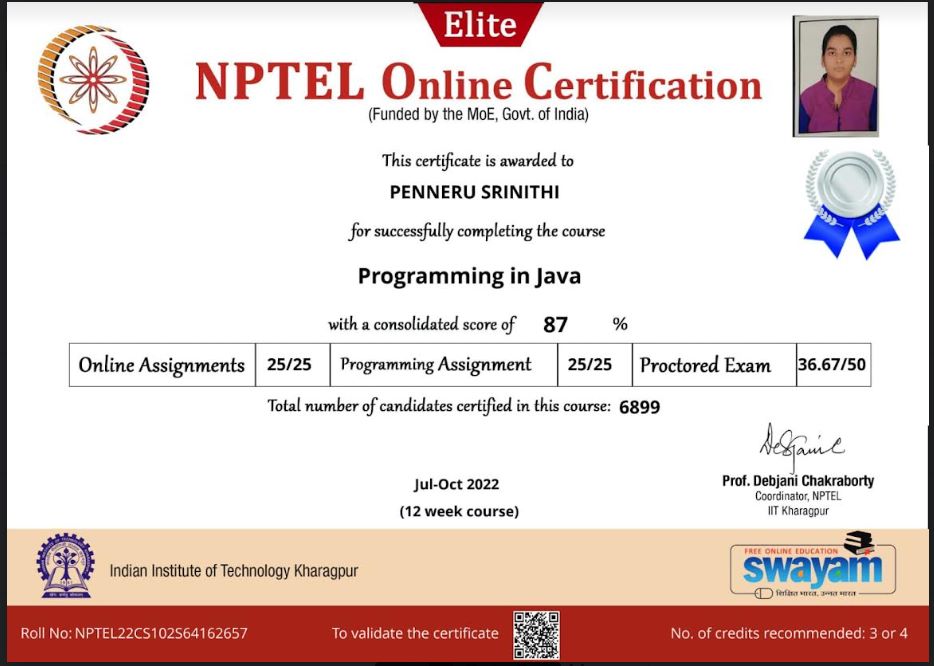 Elite
NPTEL Online Certification
(Funded by the MoE, Govt. of India)
This certificate is awarded to
PENNERU SRINITHI
for successfully completing the course
Programming in Java
with a consolidated score of 87 %
Online Assignments 25/25 Programming Assignment 25/25 Proctored Exam 36.67/50
Total number of candidates certified in this course: 6899
Jul-Oct 2022
(12 week course)
Prof. Debjani Chakraborty
Coordinator, NPTEL
IIT Kharagpur
Indian Institute of Technology Kharagpur
FREE ONLINE EDUCATION
swayam
शिक्षित भारत, उन्नत भारत
Roll No: NPTEL22CS102S64162657 To validate the certificate No. of credits recommended: 3 or 4